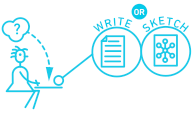 ?
WRITE OR SKETCH